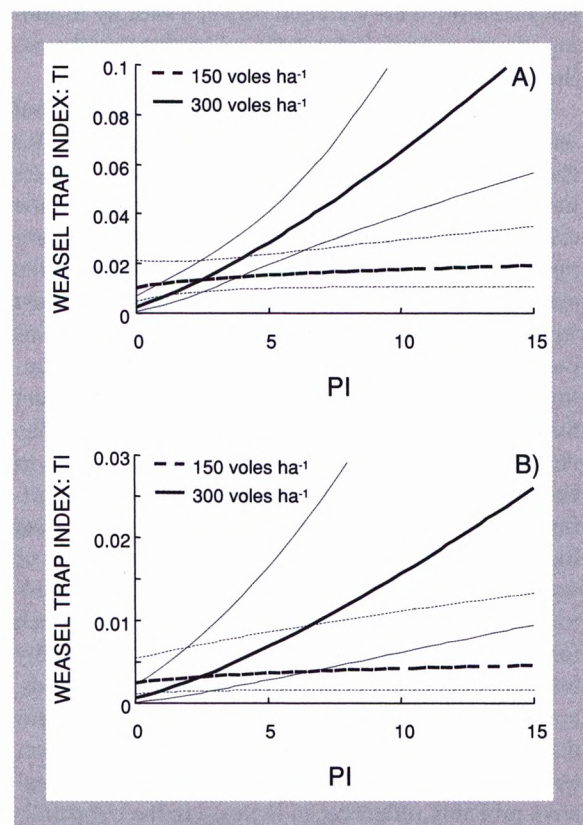 A)
WEASEL TRAP INDEX: TI
0.1
0.08
0.06
0.04
0.02
0
150 voles ha⁻¹
300 voles ha⁻¹
0 5 10 15
PI
B)
WEASEL TRAP INDEX: TI
0.03
0.02
0.01
0
150 voles ha⁻¹
300 voles ha⁻¹
0 5 10 15
PI